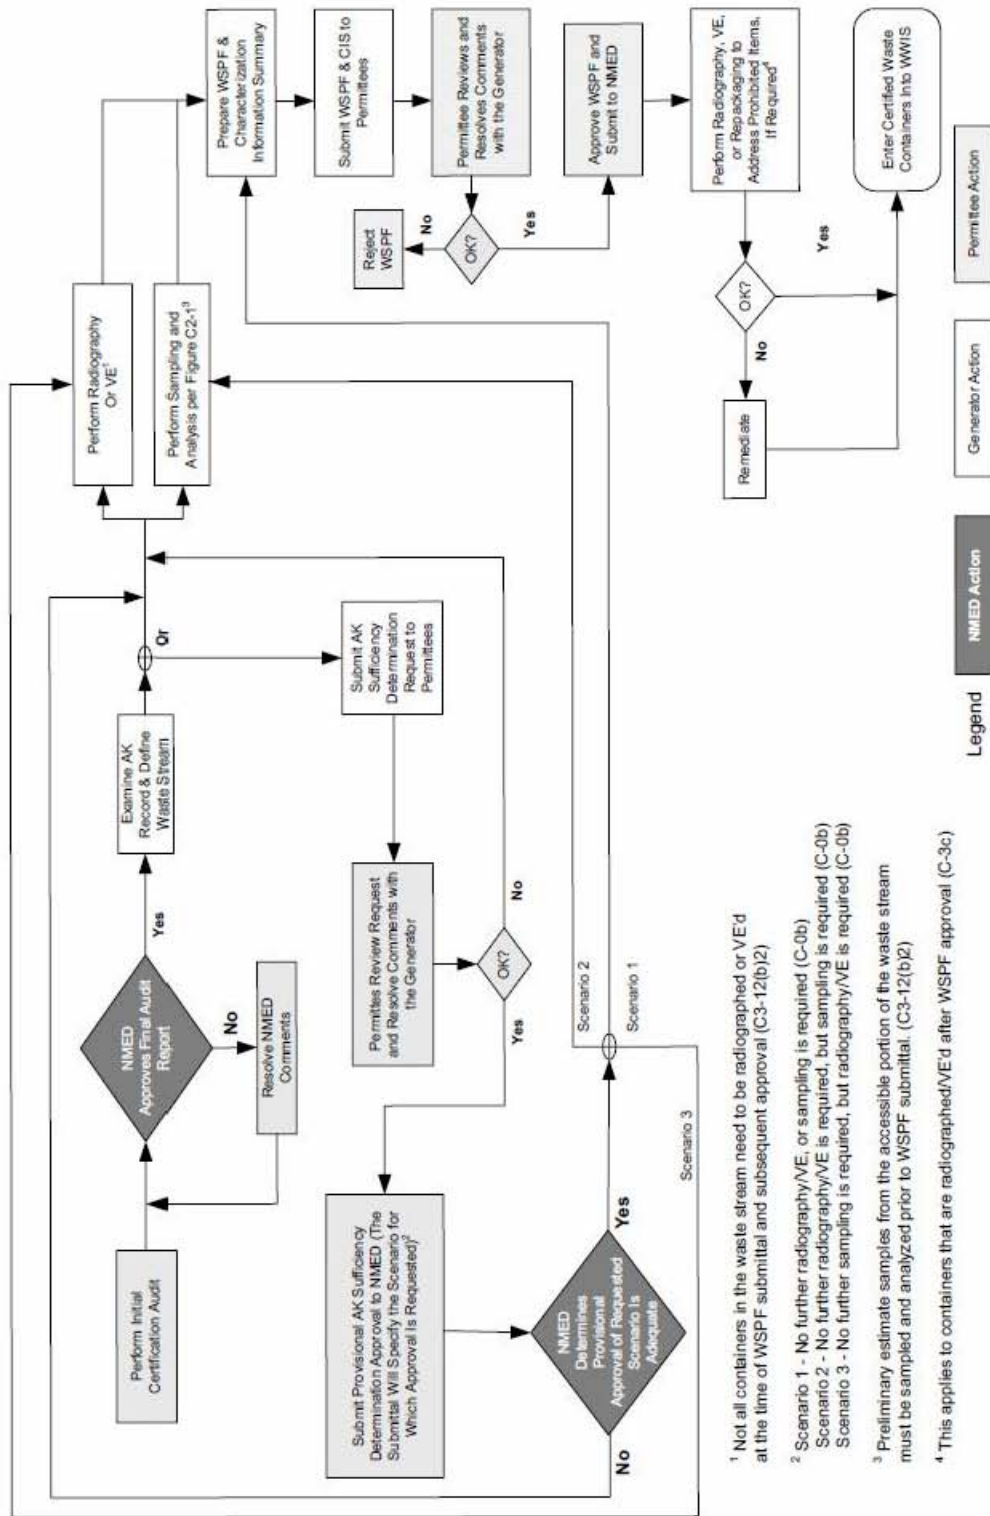 Perform Initial
Certification Audit
NMED
Approves Final Audit
Report
Yes
No
Resolve NMED
Comments
Examine AK
Record & Define
Waste Stream
Or
Perform Radiography
Or VE¹
Perform Sampling and
Analysis per Figure C2-1³
Prepare WSPF &
Characterization
Information Summary
Submit WSPF & CIS to
Permittees
Permittee Reviews and
Resolves Comments
with the Generator
Reject
WSPF
No
OK?
Yes
Approve WSPF and
Submit to NMED
Perform Radiography, VE,
or Repackaging to
Address Prohibited Items,
If Required⁴
OK?
No
Yes
Remediate
Enter Certified Waste
Containers Into WWIS
Submit AK
Sufficiency
Determination
Request to
Permittees
Permittes Review Request
and Resolve Comments with
the Generator
OK?
No
Yes
Submit Provisional AK Sufficiency
Determination Approval to NMED (The
Submittal Will Specify the Scenario for
Which Approval Is Requested)²
NMED
Determines
Provisional
Approval of Requested
Scenario Is
Adequate
No
Yes
Scenario 2
Scenario 1
Scenario 3
¹ Not all containers in the waste stream need to be radiographed or VE'd
at the time of WSPF submittal and subsequent approval (C3-12(b)2)
² Scenario 1 - No further radiography/VE, or sampling is required (C-0b)
Scenario 2 - No further radiography/VE is required, but sampling is required (C-0b)
Scenario 3 - No further sampling is required, but radiography/VE is required (C-0b)
³ Preliminary estimate samples from the accessible portion of the waste stream
must be sampled and analyzed prior to WSPF submittal. (C3-12(b)2)
⁴ This applies to containers that are radiographed/VE'd after WSPF approval (C-3c)
Legend
NMED Action
Generator Action
Permittee Action